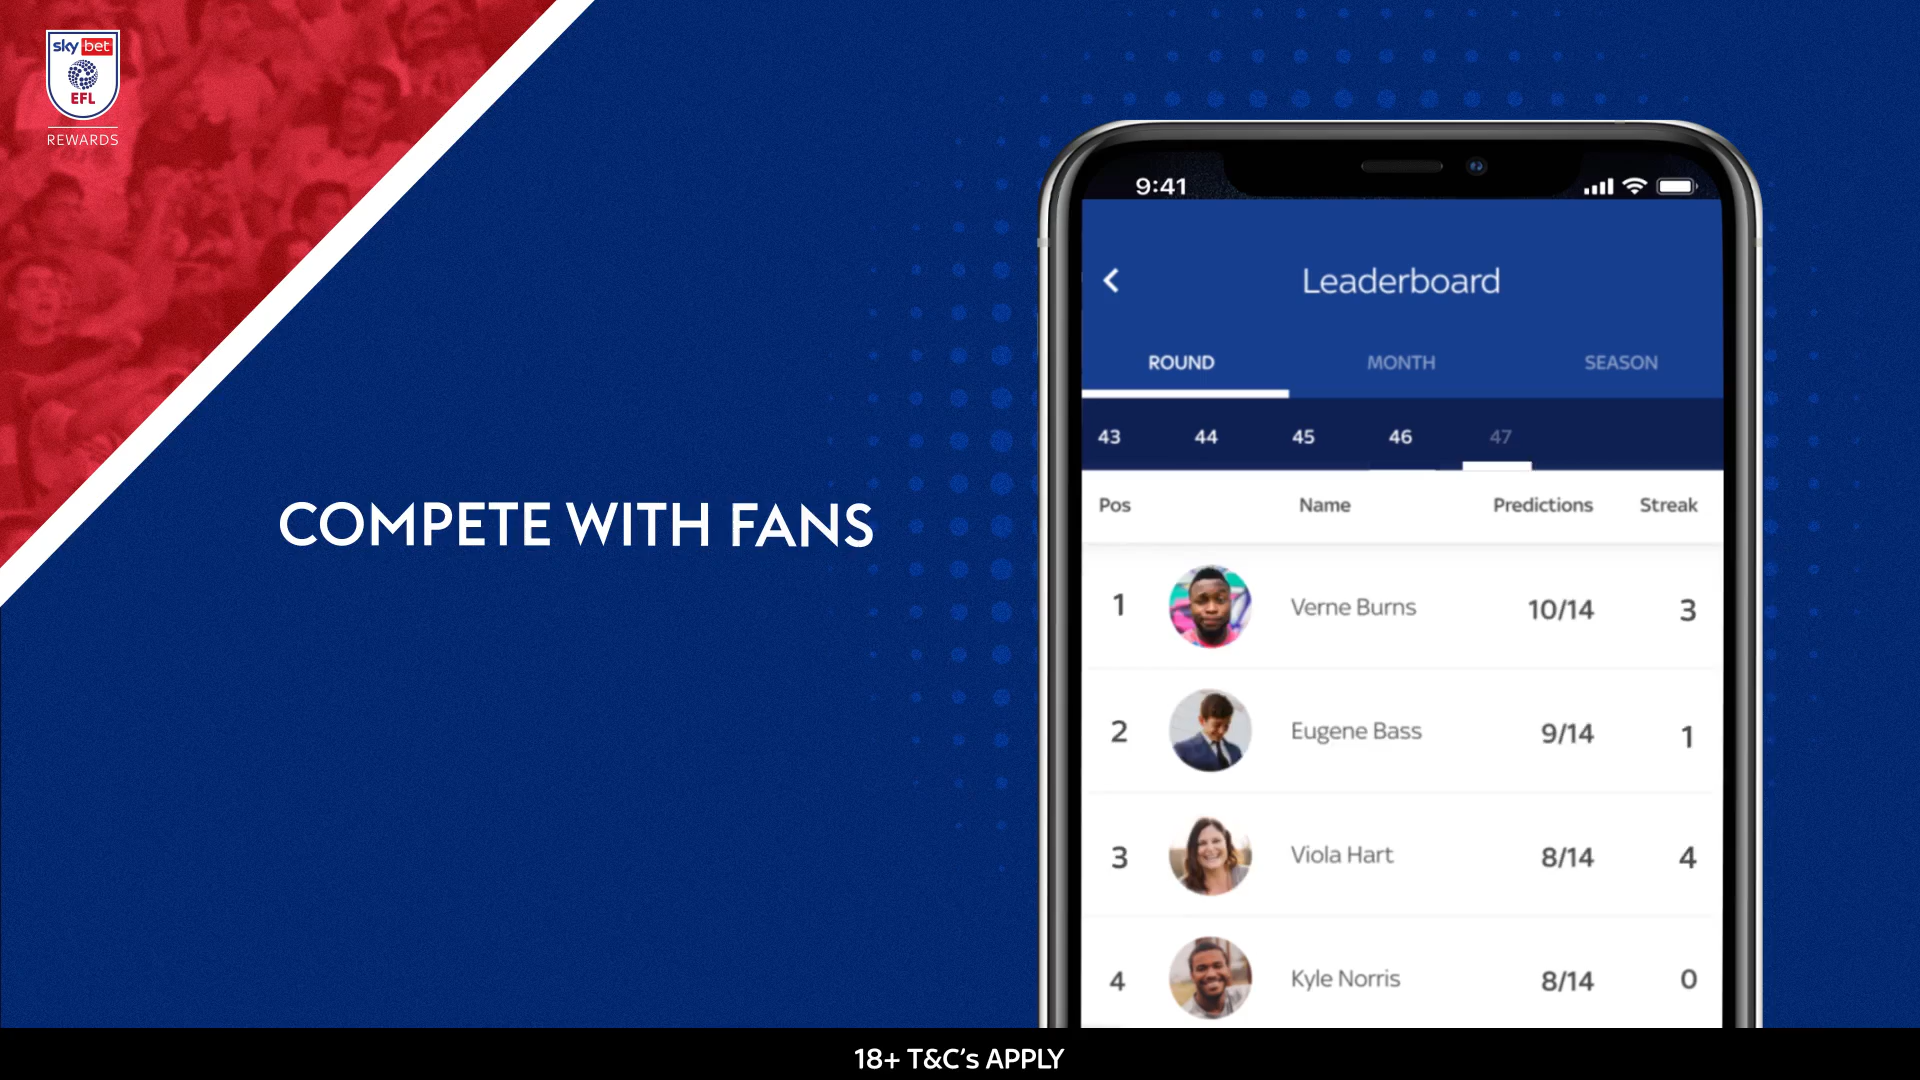 sky bet
EFL
REWARDS
COMPETE WITH FANS
9:41
Leaderboard
ROUND MONTH SEASON
43 44 45 46 47
Pos Name Predictions Streak
1 Verne Burns 10/14 3
2 Eugene Bass 9/14 1
3 Viola Hart 8/14 4
4 Kyle Norris 8/14 0
18+ T&C's APPLY